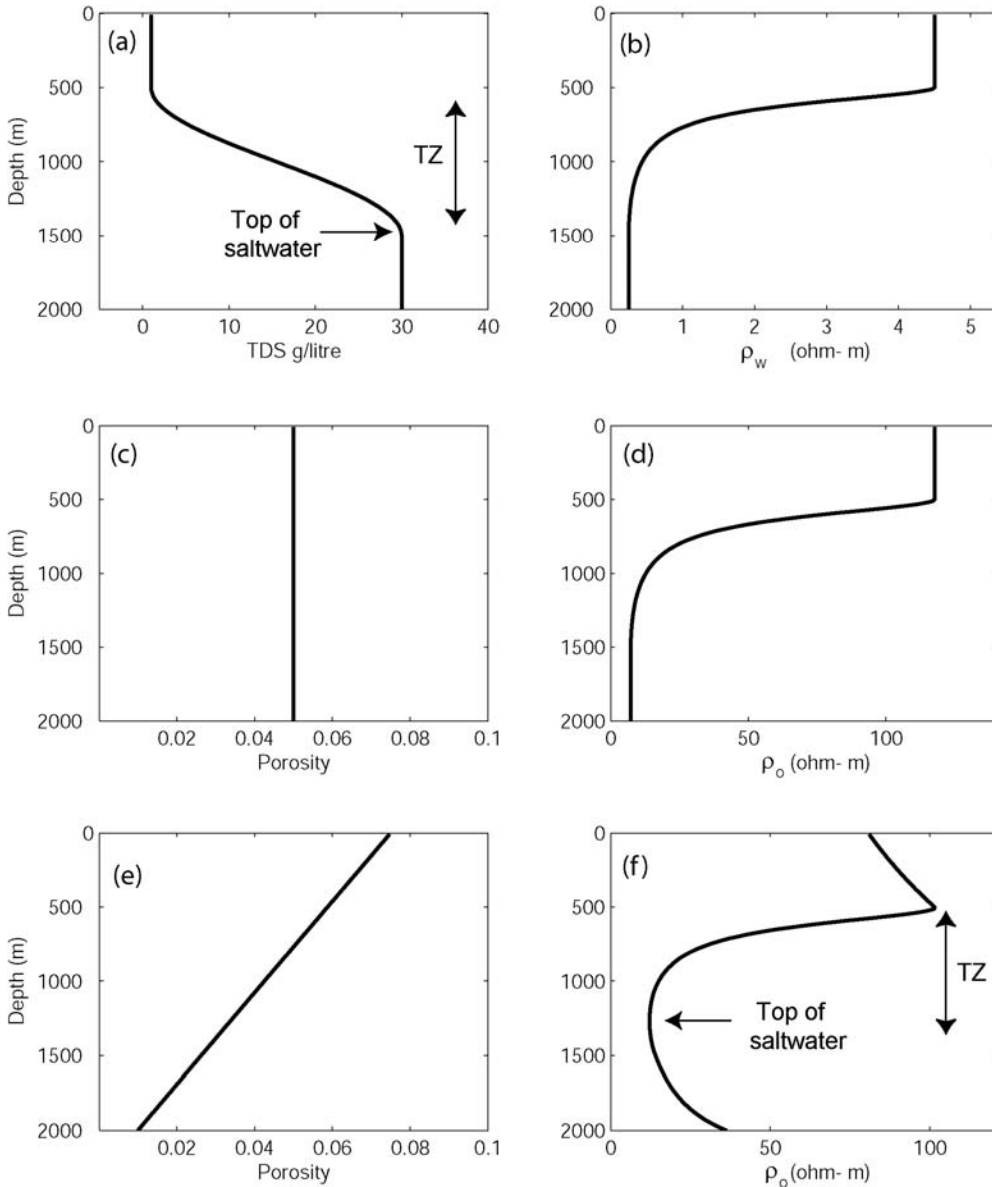 (a)
0
500
1000
1500
2000
Depth (m)
TZ
Top of
saltwater
0 10 20 30 40
TDS g/litre
(b)
0
500
1000
1500
2000
0 1 2 3 4 5
ρw (ohm- m)
(c)
0
500
1000
1500
2000
Depth (m)
0.02 0.04 0.06 0.08 0.1
Porosity
(d)
0
500
1000
1500
2000
0 50 100
ρo (ohm- m)
(e)
0
500
1000
1500
2000
Depth (m)
0.02 0.04 0.06 0.08 0.1
Porosity
(f)
0
500
1000
1500
2000
TZ
Top of
saltwater
0 50 100
ρo (ohm- m)